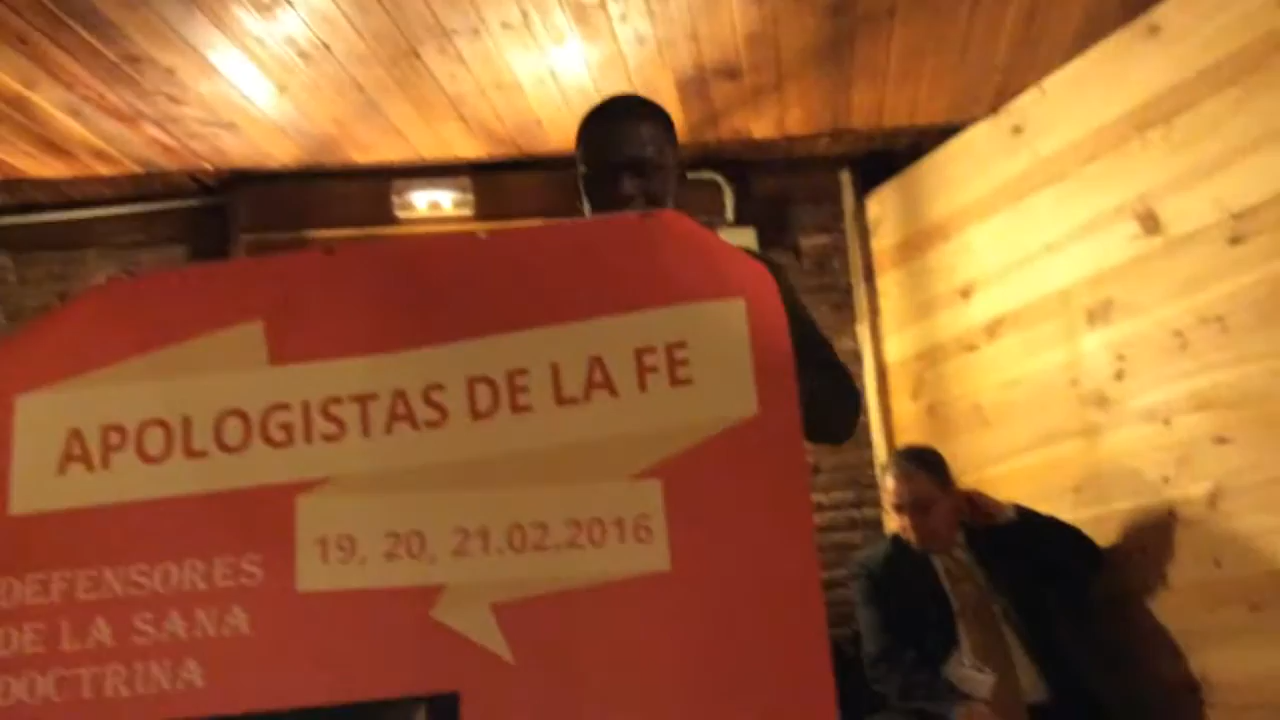 APOLOGISTAS DE LA FE
19, 20, 21.02.2016
DEFENSORES
DE LA SANA
DOCTRINA